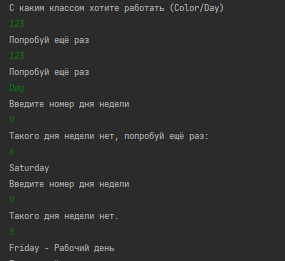 С каким классом хотите работать (Color/Day)
123
Попробуй ещё раз
123
Попробуй ещё раз
Day
Введите номер дня недели
0
Такого дня недели нет, попробуй ещё раз:
6
Saturday
Введите номер дня недели
0
Такого дня недели нет.
5
Friday - Рабочий день